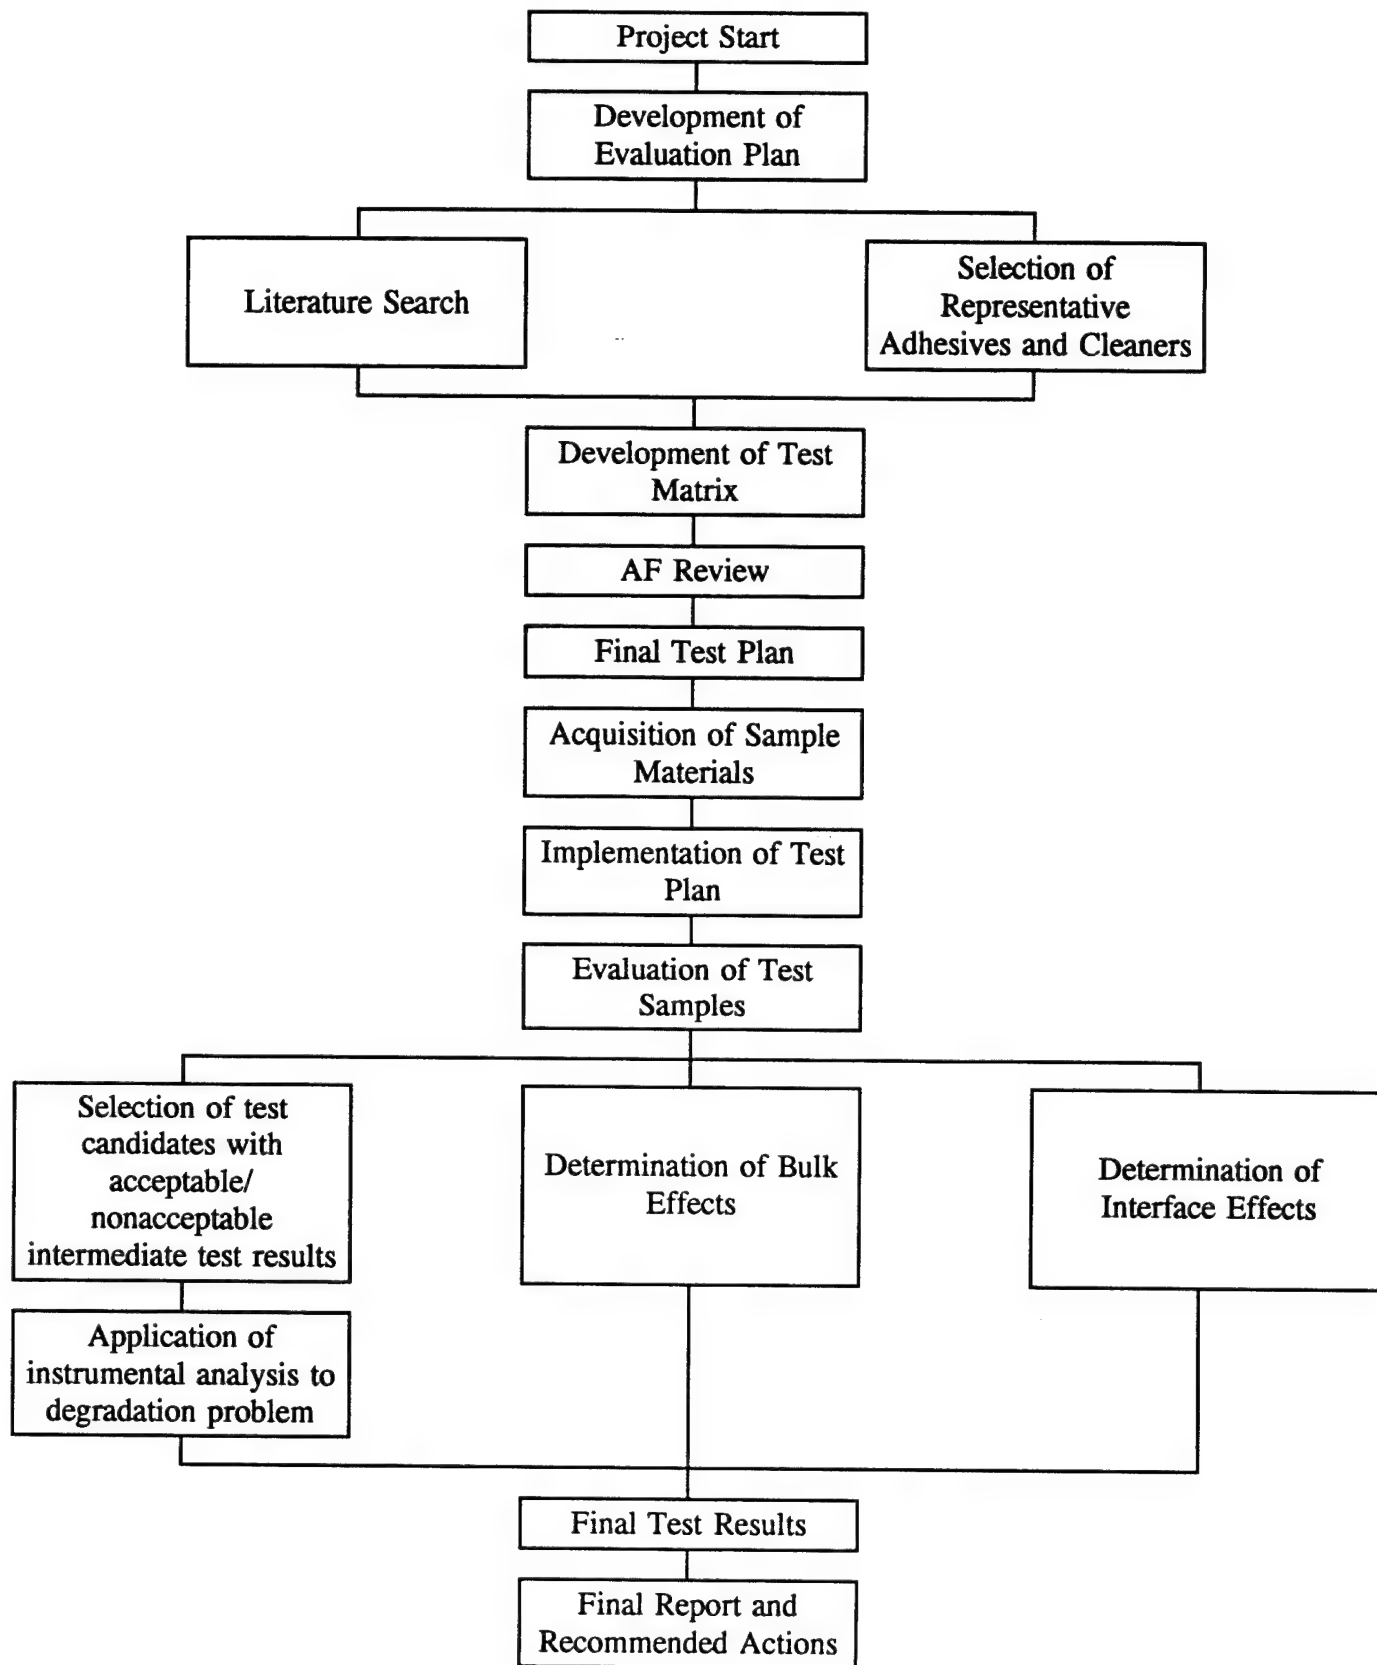 Project Start
Development of
Evaluation Plan
Literature Search
Selection of
Representative
Adhesives and Cleaners
Development of Test
Matrix
AF Review
Final Test Plan
Acquisition of Sample
Materials
Implementation of Test
Plan
Evaluation of Test
Samples
Selection of test
candidates with
acceptable/
nonacceptable
intermediate test results
Determination of Bulk
Effects
Determination of
Interface Effects
Application of
instrumental analysis to
degradation problem
Final Test Results
Final Report and
Recommended Actions